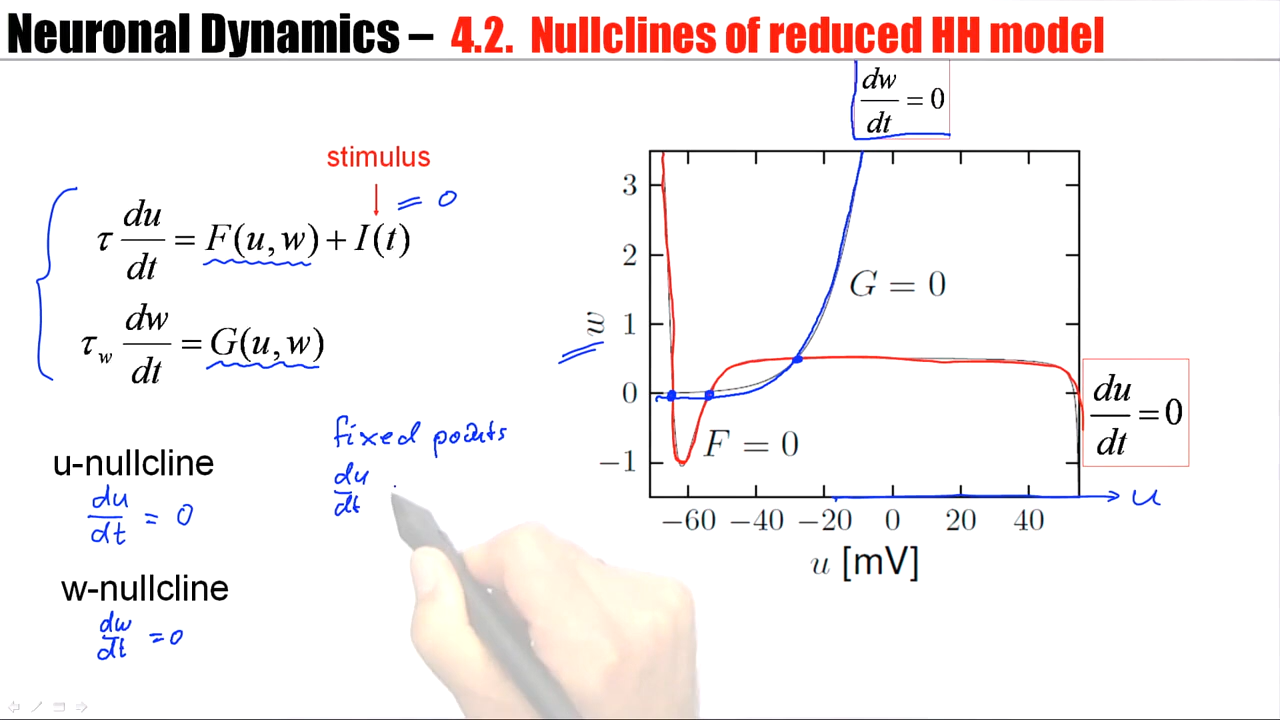 Neuronal Dynamics – 4.2. Nullclines of reduced HH model
stimulus
= 0
τ du/dt = F(u, w) + I(t)
τ_w dw/dt = G(u, w)
u-nullcline
du/dt = 0
w-nullcline
dw/dt = 0
fixed points
du/dt
dw/dt = 0
3
2
1
0
−1
w
G = 0
F = 0
du/dt = 0
−60 −40 −20 0 20 40
u
u [mV]